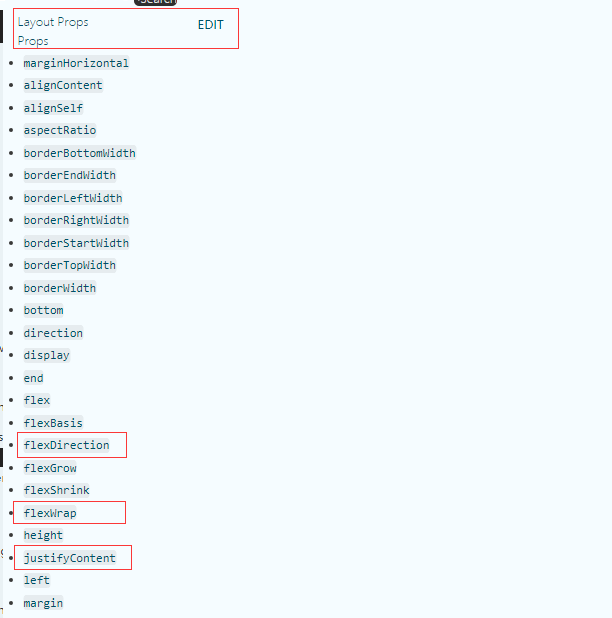 Search
Layout Props EDIT
Props
marginHorizontal
alignContent
alignSelf
aspectRatio
borderBottomWidth
borderEndWidth
borderLeftWidth
borderRightWidth
borderStartWidth
borderTopWidth
borderWidth
bottom
direction
display
end
flex
flexBasis
flexDirection
flexGrow
flexShrink
flexWrap
height
justifyContent
left
margin